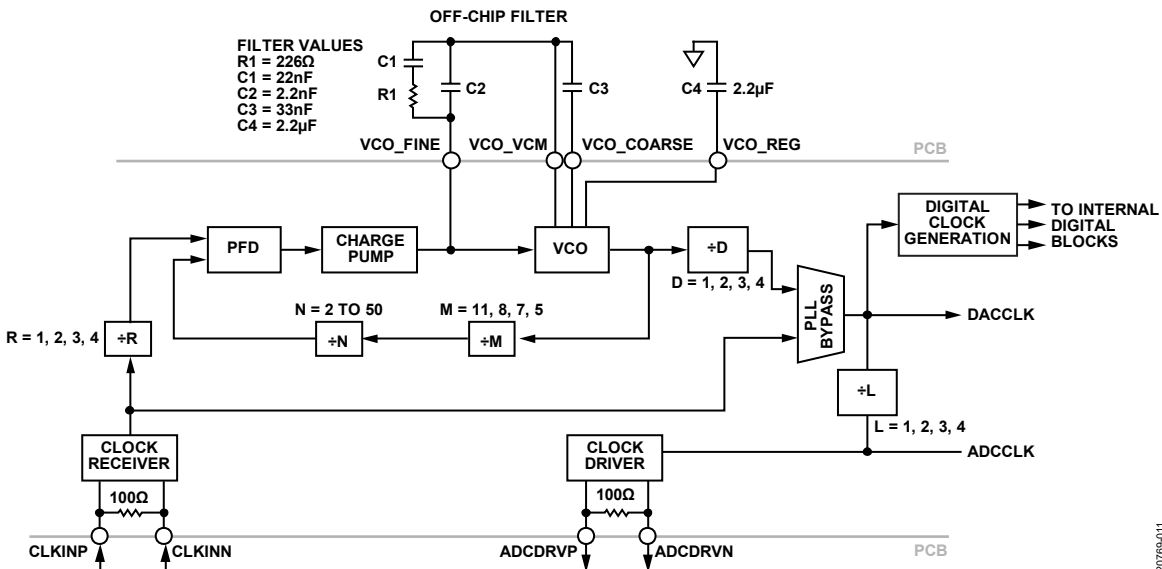 OFF-CHIP FILTER
FILTER VALUES
R1 = 226Ω
C1 = 22nF
C2 = 2.2nF
C3 = 33nF
C4 = 2.2µF
C1
R1
C2
C3
C4
2.2µF
VCO_FINE
VCO_VCM
VCO_COARSE
VCO_REG
PCB
PFD
CHARGE
PUMP
VCO
÷D
D = 1, 2, 3, 4
DIGITAL
CLOCK
GENERATION
TO INTERNAL
DIGITAL
BLOCKS
PLL
BYPASS
DACCLK
N = 2 TO 50
÷N
M = 11, 8, 7, 5
÷M
R = 1, 2, 3, 4
÷R
÷L
L = 1, 2, 3, 4
CLOCK
RECEIVER
100Ω
CLOCK
DRIVER
100Ω
ADCCLK
CLKINP
CLKINN
ADCDRVP
ADCDRVN
PCB
20769-011